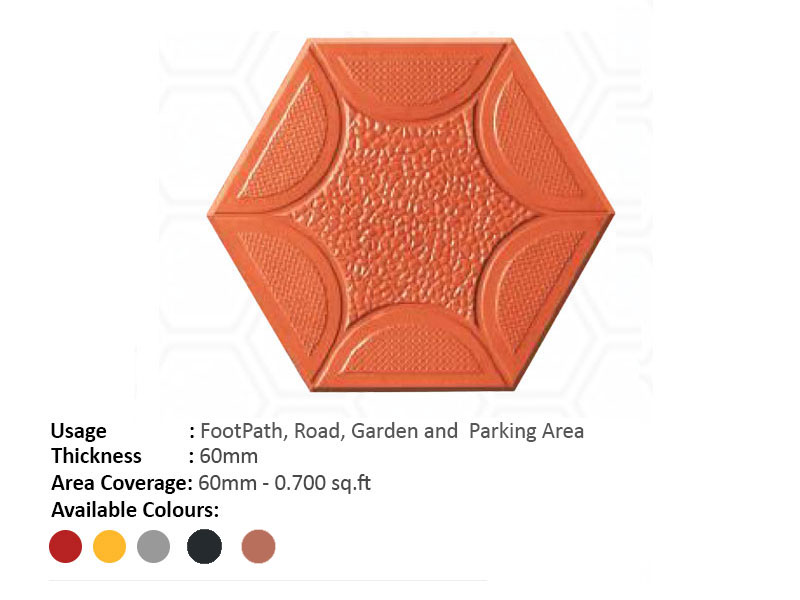 Usage : FootPath, Road, Garden and Parking Area
Thickness : 60mm
Area Coverage: 60mm - 0.700 sq.ft
Available Colours: